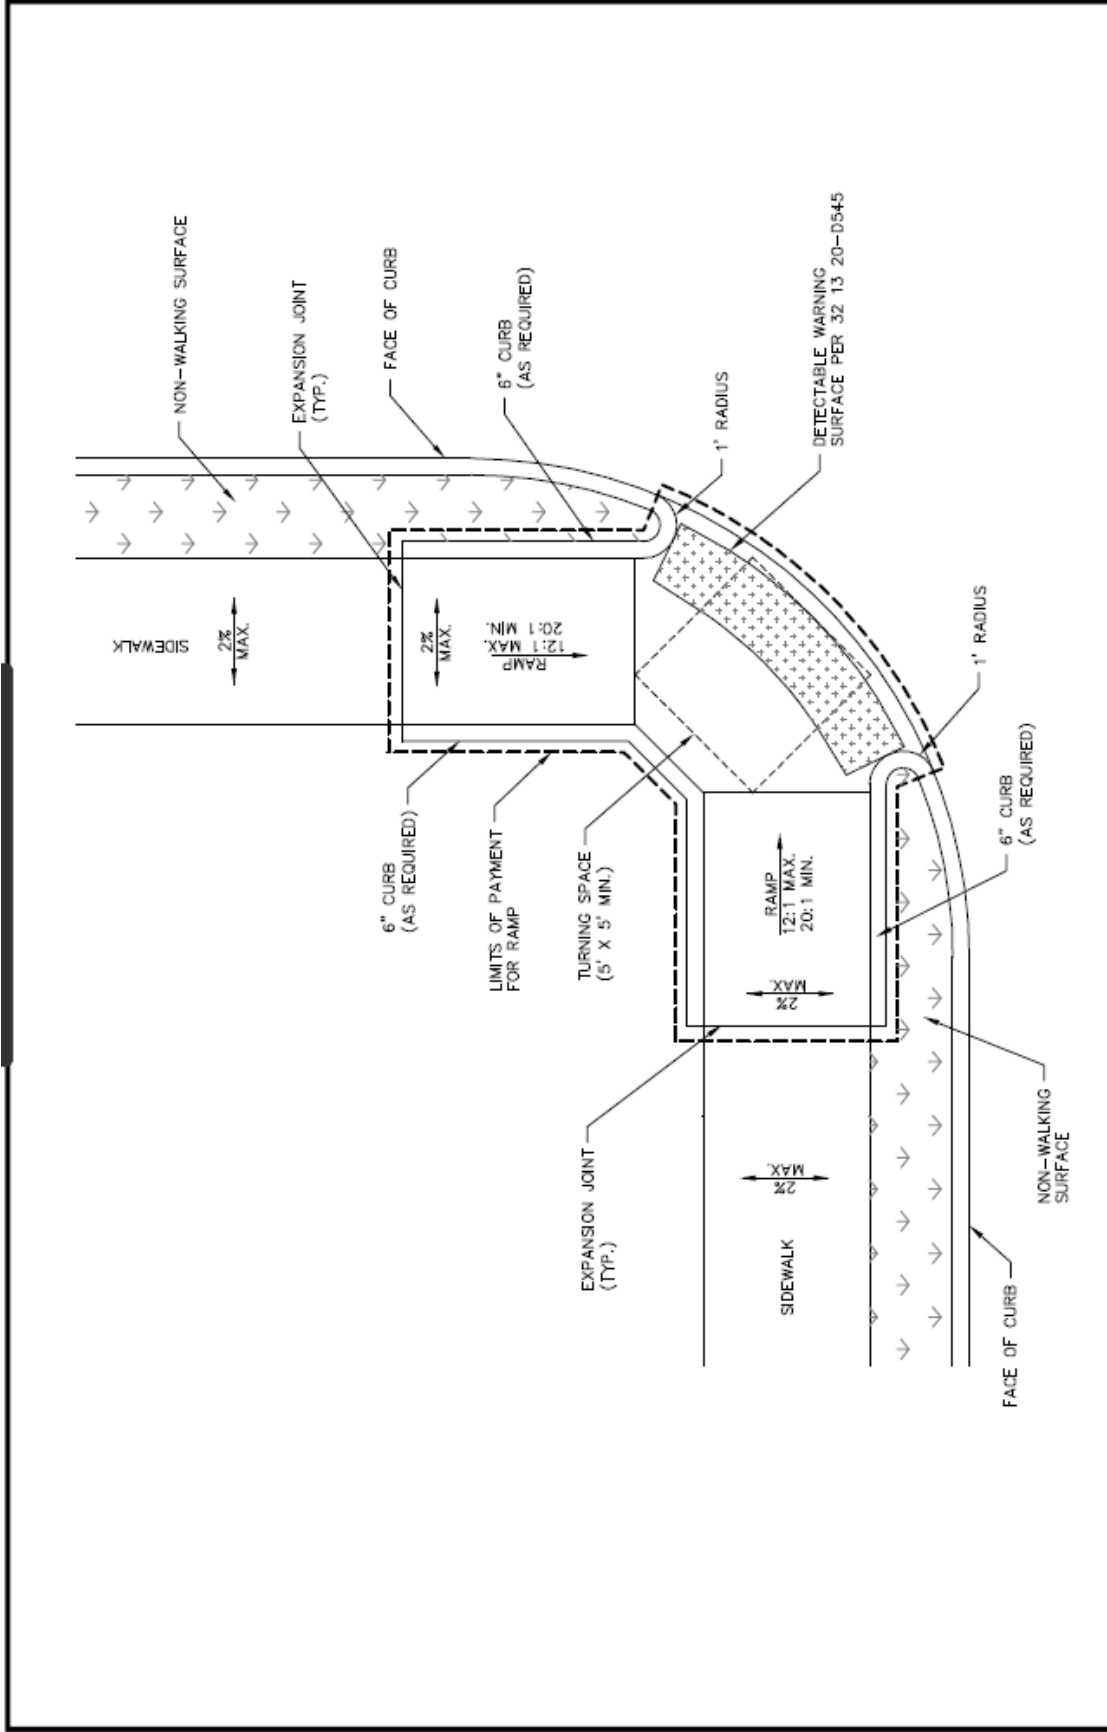 NON-WALKING SURFACE
EXPANSION JOINT
(TYP.)
FACE OF CURB
6" CURB
(AS REQUIRED)
1' RADIUS
DETECTABLE WARNING
SURFACE PER 32 13 20-D545
SIDEWALK
2%
MAX.
2%
MAX.
RAMP
12:1 MAX.
20:1 MIN.
6" CURB
(AS REQUIRED)
LIMITS OF PAYMENT
FOR RAMP
TURNING SPACE
(5' X 5' MIN.)
RAMP
12:1 MAX.
20:1 MIN.
2%
MAX.
1' RADIUS
6" CURB
(AS REQUIRED)
EXPANSION JOINT
(TYP.)
2%
MAX.
SIDEWALK
NON-WALKING
SURFACE
FACE OF CURB